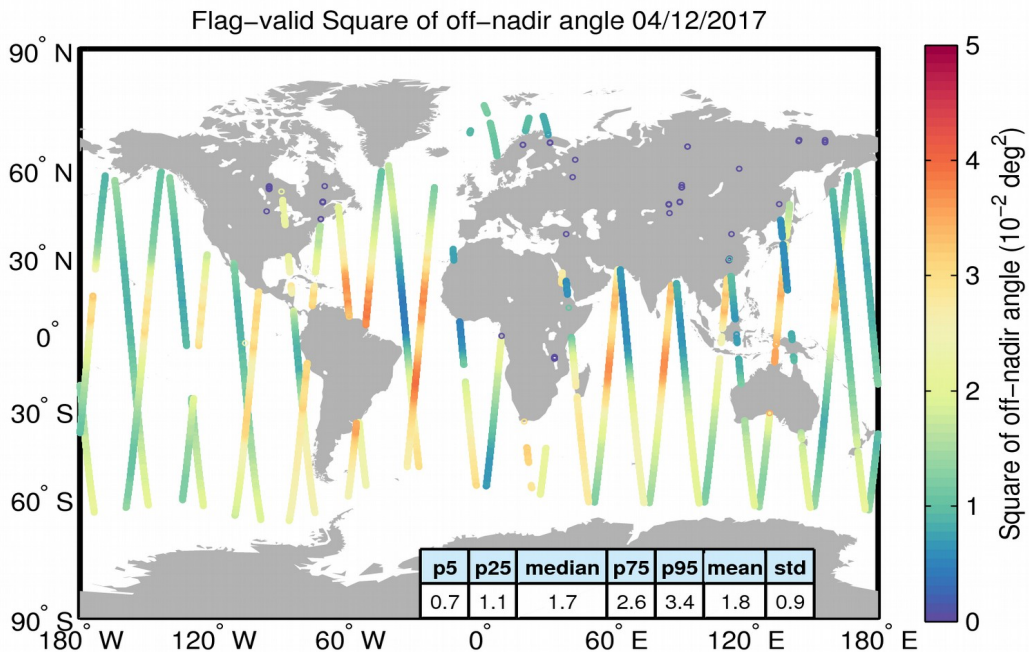 Flag−valid Square of off−nadir angle 04/12/2017
90° N
60° N
30° N
0°
30° S
60° S
90° S
180° W
120° W
60° W
0°
60° E
120° E
180° E
p5 p25 median p75 p95 mean std
0.7 1.1 1.7 2.6 3.4 1.8 0.9
5
4
3
2
1
0
Square of off−nadir angle (10⁻² deg²)